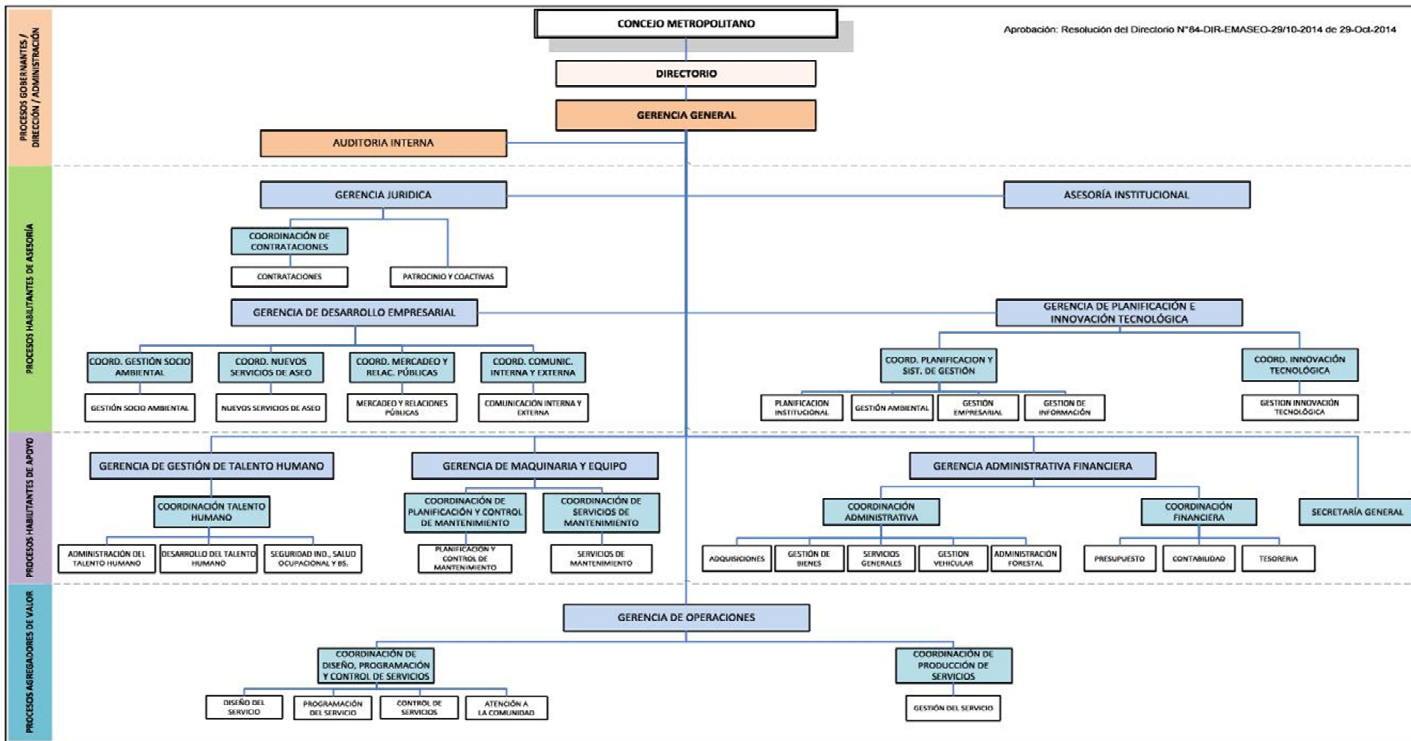 CONCEJO METROPOLITANO
Aprobación: Resolución del Directorio N°84-DIR-EMASEO-29/10-2014 de 29-Oct-2014
DIRECTORIO
GERENCIA GENERAL
AUDITORIA INTERNA
PROCESOS GOBERNANTES /
DIRECCIÓN / ADMINISTRACIÓN
GERENCIA JURIDICA
ASESORÍA INSTITUCIONAL
COORDINACIÓN DE
CONTRATACIONES
CONTRATACIONES
PATROCINIO Y COACTIVAS
GERENCIA DE DESARROLLO EMPRESARIAL
GERENCIA DE PLANIFICACIÓN E
INNOVACIÓN TECNOLÓGICA
COORD. GESTIÓN SOCIO
AMBIENTAL
COORD. NUEVOS
SERVICIOS DE ASEO
COORD. MERCADEO Y
RELAC. PÚBLICAS
COORD. COMUNIC.
INTERNA Y EXTERNA
COORD. PLANIFICACION Y
SIST. DE GESTIÓN
COORD. INNOVACIÓN
TECNOLÓGICA
GESTIÓN SOCIO AMBIENTAL
NUEVOS SERVICIOS DE ASEO
MERCADEO Y RELACIONES
PÚBLICAS
COMUNICACIÓN INTERNA Y
EXTERNA
PLANIFICACION
INSTITUCIONAL
GESTIÓN AMBIENTAL
GESTIÓN
EMPRESARIAL
GESTION DE
INFORMACIÓN
GESTION INNOVACIÓN
TECNOLÓGICA
PROCESOS HABILITANTES DE ASESORÍA
GERENCIA DE GESTIÓN DE TALENTO HUMANO
GERENCIA DE MAQUINARIA Y EQUIPO
GERENCIA ADMINISTRATIVA FINANCIERA
COORDINACIÓN TALENTO
HUMANO
COORDINACIÓN DE
PLANIFICACIÓN Y CONTROL
DE MANTENIMIENTO
COORDINACIÓN DE
SERVICIOS DE
MANTENIMIENTO
COORDINACIÓN
ADMINISTRATIVA
COORDINACIÓN
FINANCIERA
SECRETARÍA GENERAL
ADMINISTRACIÓN DEL
TALENTO HUMANO
DESARROLLO DEL TALENTO
HUMANO
SEGURIDAD IND., SALUD
OCUPACIONAL Y BS.
PLANIFICACIÓN Y
CONTROL DE
MANTENIMIENTO
SERVICIOS DE
MANTENIMIENTO
ADQUISICIONES
GESTIÓN DE
BIENES
SERVICIOS
GENERALES
GESTION
VEHICULAR
ADMINISTRACIÓN
FORESTAL
PRESUPUESTO
CONTABILIDAD
TESORERIA
PROCESOS HABILITANTES DE APOYO
GERENCIA DE OPERACIONES
COORDINACIÓN DE
DISEÑO, PROGRAMACIÓN
Y CONTROL DE SERVICIOS
COORDINACIÓN DE
PRODUCCIÓN DE
SERVICIOS
DISEÑO DEL
SERVICIO
PROGRAMACIÓN
DEL SERVICIO
CONTROL DE
SERVICIOS
ATENCIÓN A
LA COMUNIDAD
GESTIÓN DEL SERVICIO
PROCESOS AGREGADORES DE VALOR